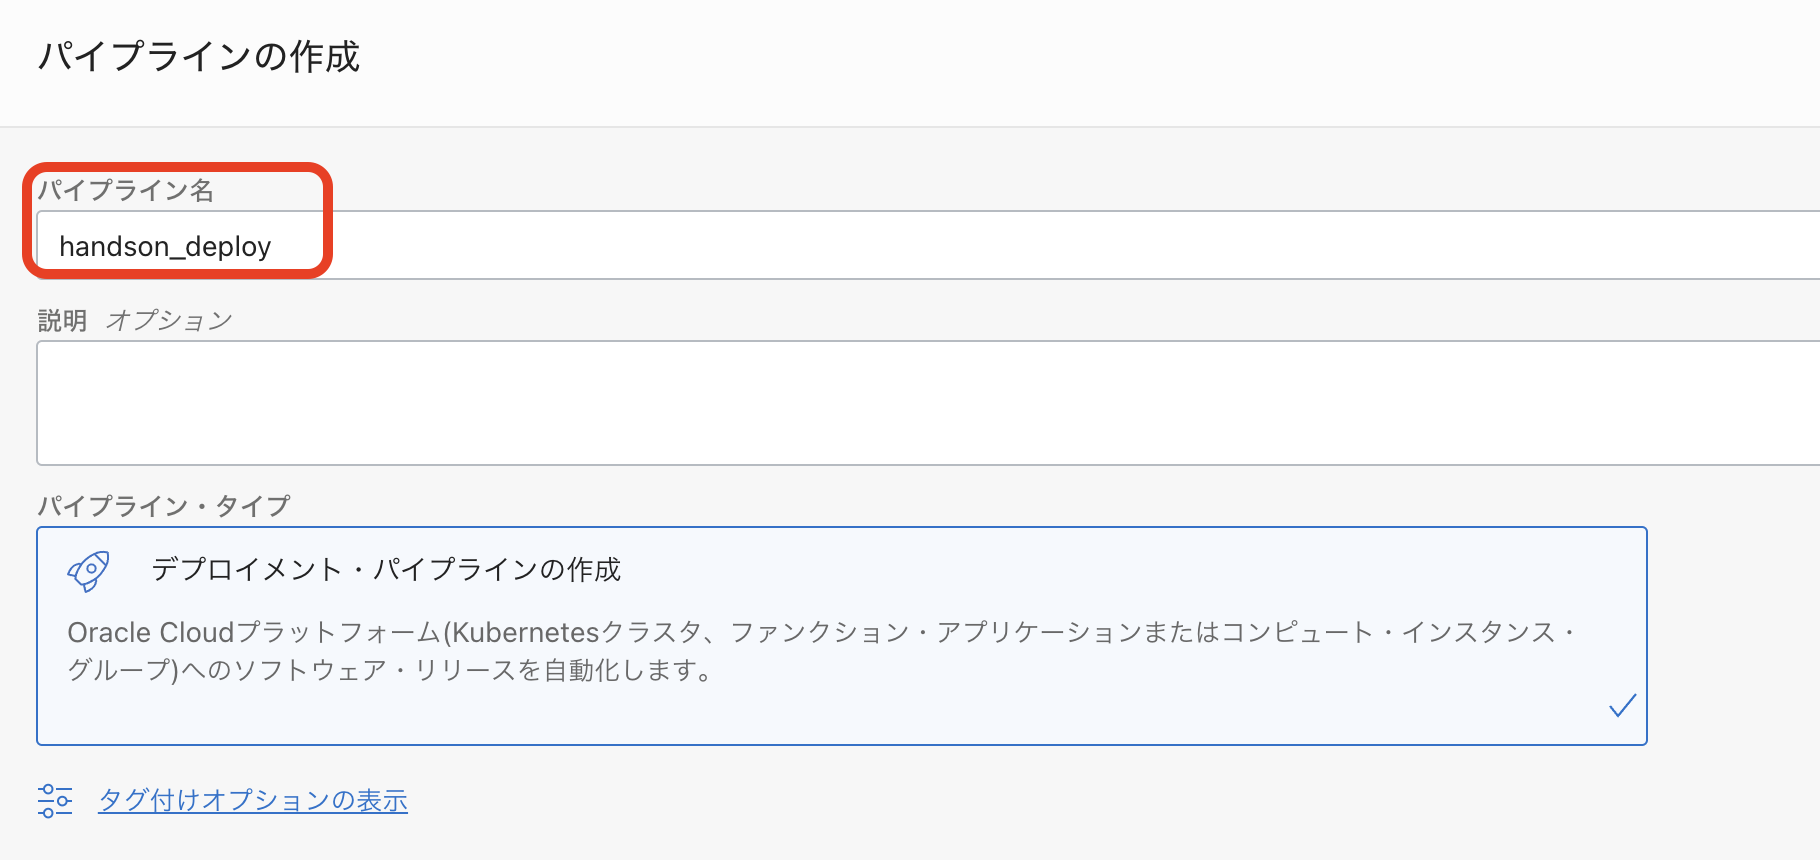 パイプラインの作成
パイプライン名
handson_deploy
説明 オプション
パイプライン・タイプ
デプロイメント・パイプラインの作成
Oracle Cloudプラットフォーム(Kubernetesクラスタ、ファンクション・アプリケーションまたはコンピュート・インスタンス・
グループ)へのソフトウェア・リリースを自動化します。
タグ付けオプションの表示